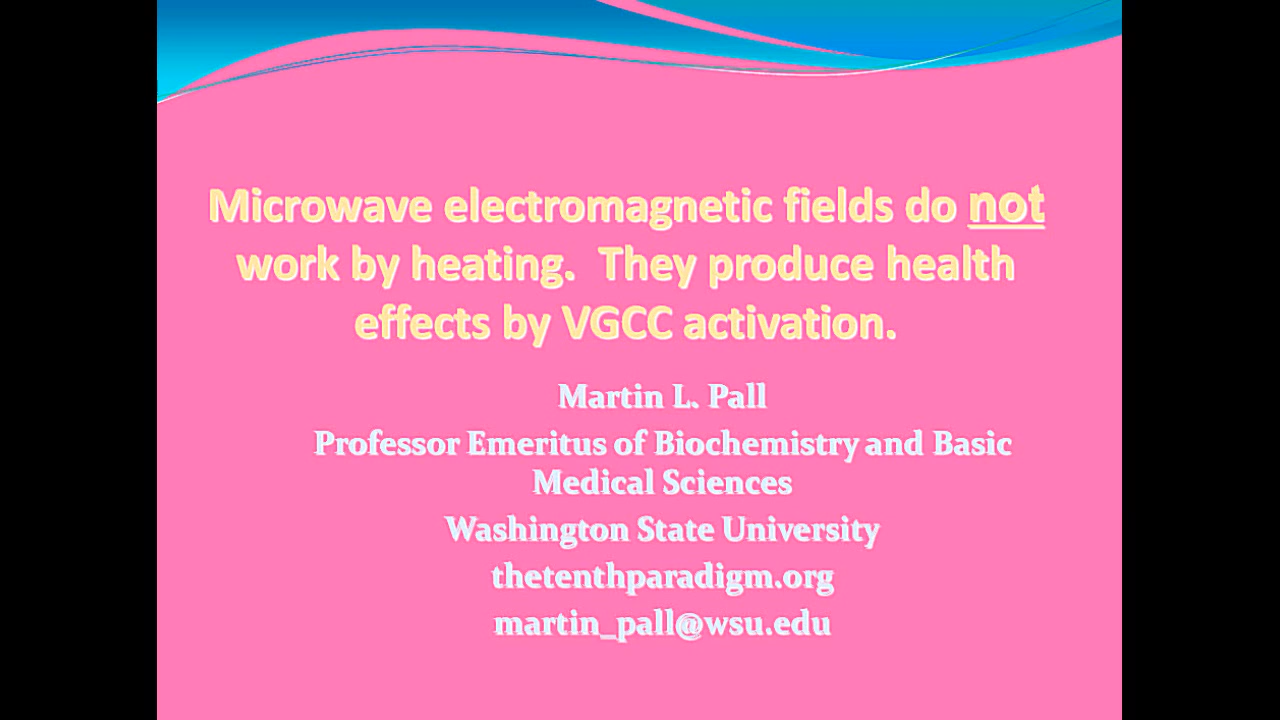 Microwave electromagnetic fields do not
work by heating.  They produce health
effects by VGCC activation.
Martin L. Pall
Professor Emeritus of Biochemistry and Basic
Medical Sciences
Washington State University
thetenthparadigm.org
martin_pall@wsu.edu